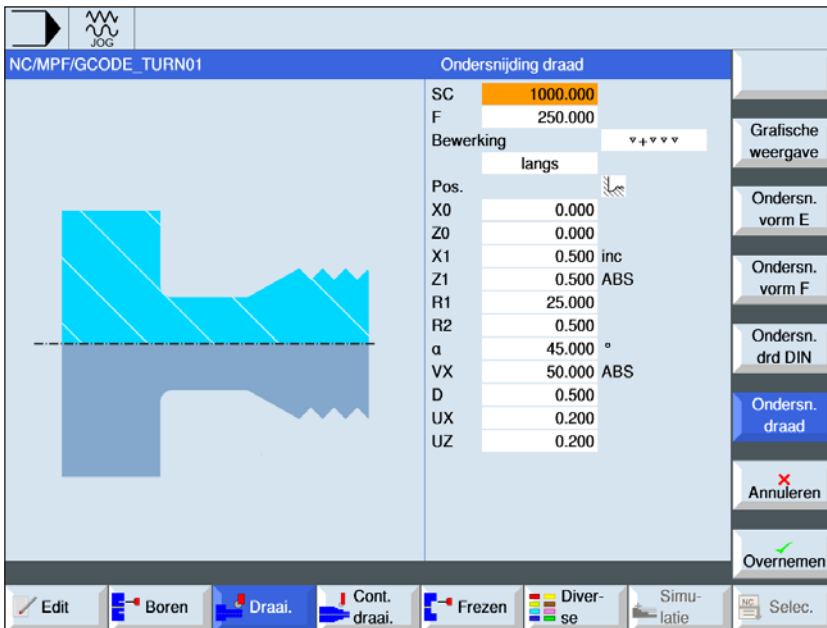 JOG
NC/MPF/GCODE_TURN01
Ondersnijding draad
SC 1000.000
F 250.000
Bewerking ▿+▿▿▿
langs
Pos.
X0 0.000
Z0 0.000
X1 0.500 inc
Z1 0.500 ABS
R1 25.000
R2 0.500
α 45.000 °
VX 50.000 ABS
D 0.500
UX 0.200
UZ 0.200
Grafische
weergave
Ondersn.
vorm E
Ondersn.
vorm F
Ondersn.
drd DIN
Ondersn.
draad
Annuleren
Overnemen
Edit
Boren
Draai.
Cont.
draai.
Frezen
Diver-
se
Simu-
latie
NC
Selec.